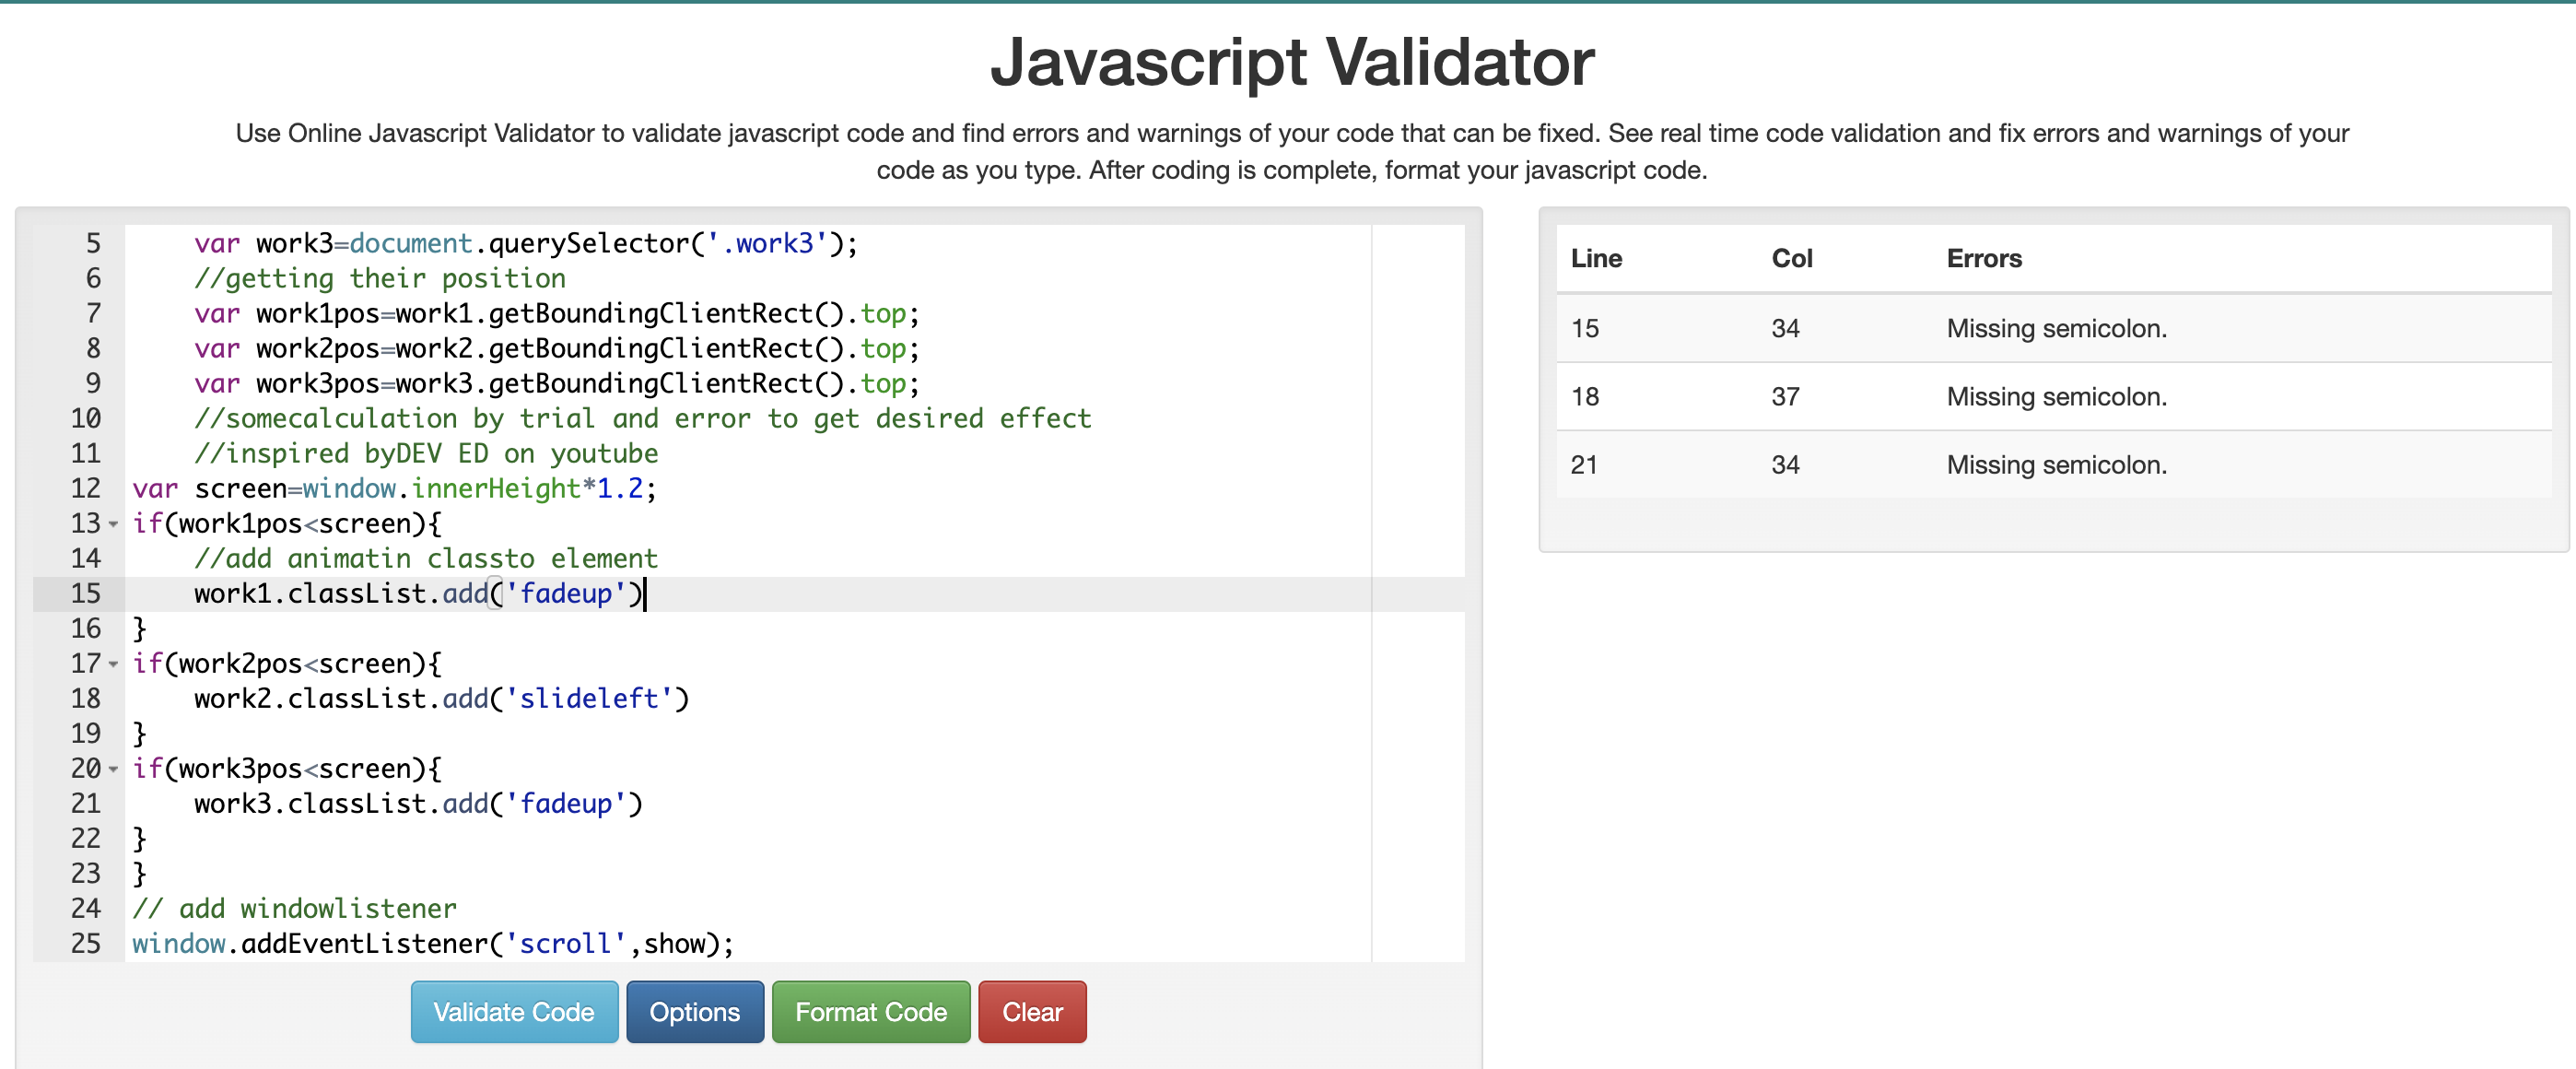 Javascript Validator
Use Online Javascript Validator to validate javascript code and find errors and warnings of your code that can be fixed. See real time code validation and fix errors and warnings of your
code as you type. After coding is complete, format your javascript code.
5 var work3=document.querySelector('.work3');
6 //getting their position
7 var work1pos=work1.getBoundingClientRect().top;
8 var work2pos=work2.getBoundingClientRect().top;
9 var work3pos=work3.getBoundingClientRect().top;
10 //somecalculation by trial and error to get desired effect
11 //inspired byDEV ED on youtube
12 var screen=window.innerHeight*1.2;
13 if(work1pos<screen){
14 //add animatin classto element
15 work1.classList.add('fadeup')
16 }
17 if(work2pos<screen){
18 work2.classList.add('slideleft')
19 }
20 if(work3pos<screen){
21 work3.classList.add('fadeup')
22 }
23 }
24 // add windowlistener
25 window.addEventListener('scroll',show);
Validate Code Options Format Code Clear
Line Col Errors
15 34 Missing semicolon.
18 37 Missing semicolon.
21 34 Missing semicolon.